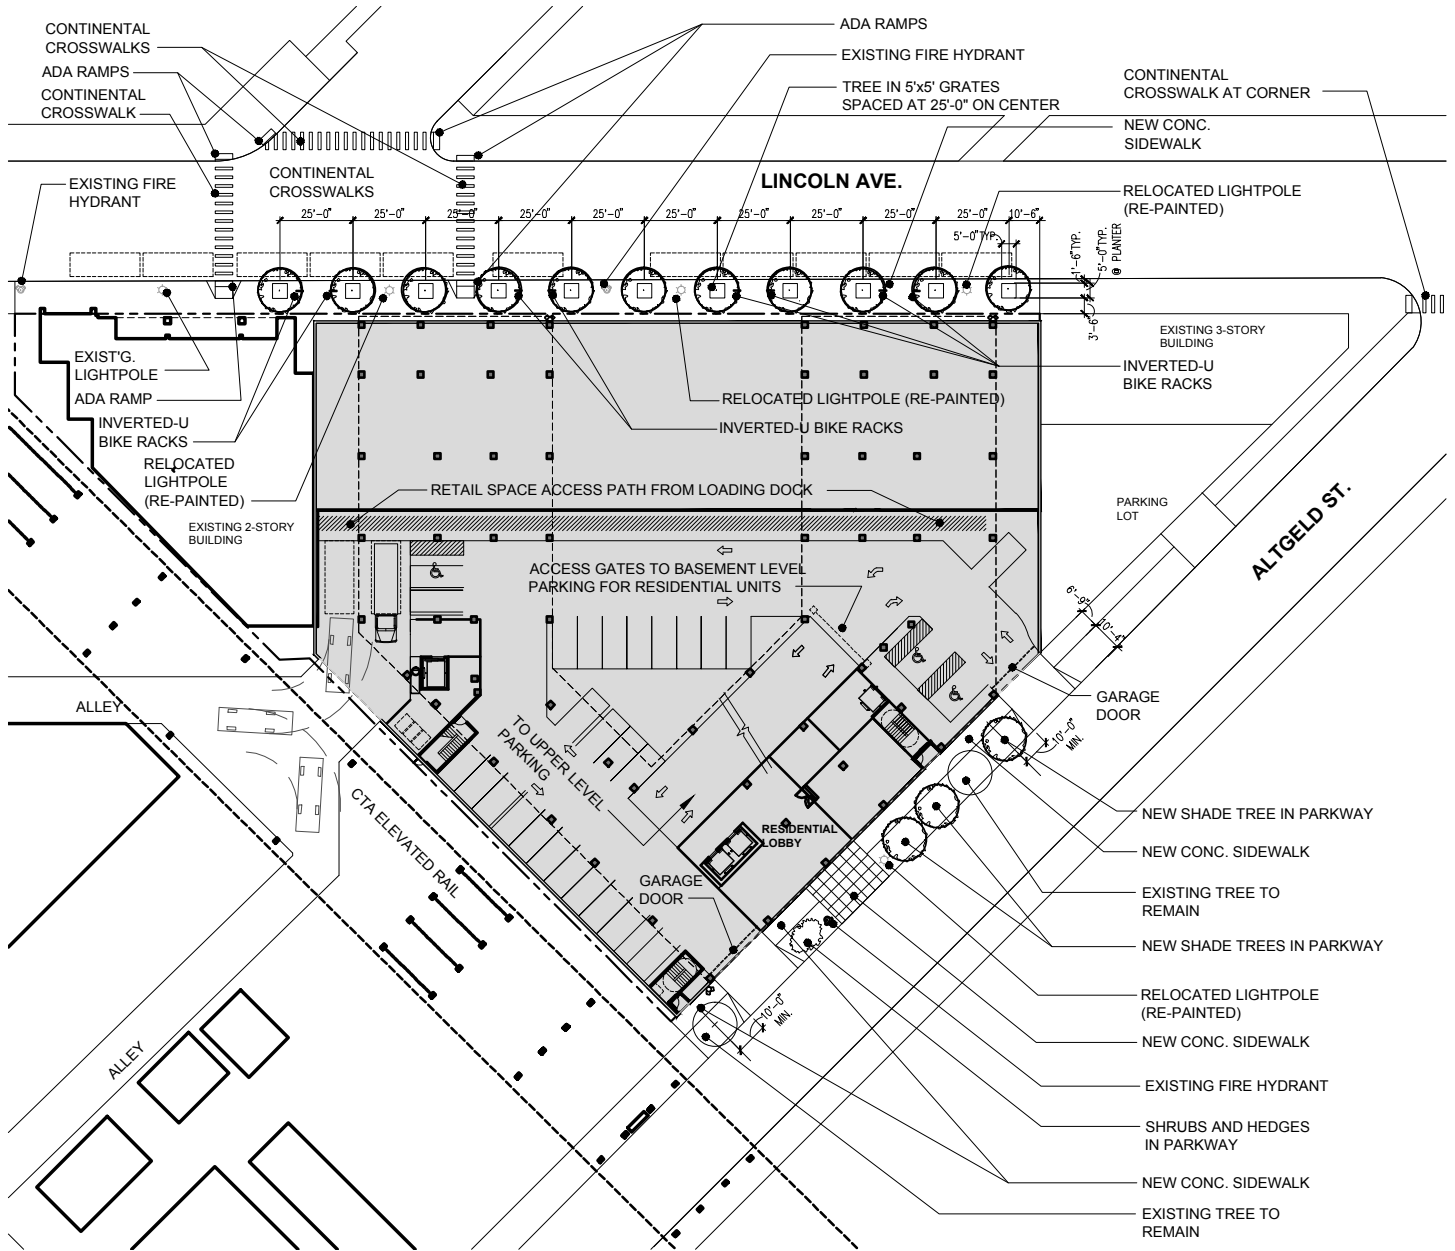 CONTINENTAL
CROSSWALKS
ADA RAMPS
CONTINENTAL
CROSSWALK
EXISTING FIRE
HYDRANT
CONTINENTAL
CROSSWALKS
ADA RAMPS
EXISTING FIRE HYDRANT
TREE IN 5'x5' GRATES
SPACED AT 25'-0" ON CENTER
CONTINENTAL
CROSSWALK AT CORNER
NEW CONC.
SIDEWALK
LINCOLN AVE.
RELOCATED LIGHTPOLE
(RE-PAINTED)
25'-0"
25'-0"
25'-0"
25'-0"
25'-0"
25'-0"
25'-0"
25'-0"
25'-0"
25'-0"
10'-6"
5'-0"TYP.
1'-6"TYP.
5'-0"TYP.
@ PLANTER
3'-6"
EXISTING 3-STORY
BUILDING
EXIST'G.
LIGHTPOLE
ADA RAMP
INVERTED-U
BIKE RACKS
RELOCATED
LIGHTPOLE
(RE-PAINTED)
EXISTING 2-STORY
BUILDING
INVERTED-U
BIKE RACKS
RELOCATED LIGHTPOLE (RE-PAINTED)
INVERTED-U BIKE RACKS
RETAIL SPACE ACCESS PATH FROM LOADING DOCK
PARKING
LOT
ALTGELD ST.
ACCESS GATES TO BASEMENT LEVEL
PARKING FOR RESIDENTIAL UNITS
6'-9"
10'-4"
GARAGE
DOOR
ALLEY
TO UPPER LEVEL
PARKING
10'-0"
MIN.
CTA ELEVATED RAIL
RESIDENTIAL
LOBBY
GARAGE
DOOR
10'-0"
MIN.
ALLEY
NEW SHADE TREE IN PARKWAY
NEW CONC. SIDEWALK
EXISTING TREE TO
REMAIN
NEW SHADE TREES IN PARKWAY
RELOCATED LIGHTPOLE
(RE-PAINTED)
NEW CONC. SIDEWALK
EXISTING FIRE HYDRANT
SHRUBS AND HEDGES
IN PARKWAY
NEW CONC. SIDEWALK
EXISTING TREE TO
REMAIN